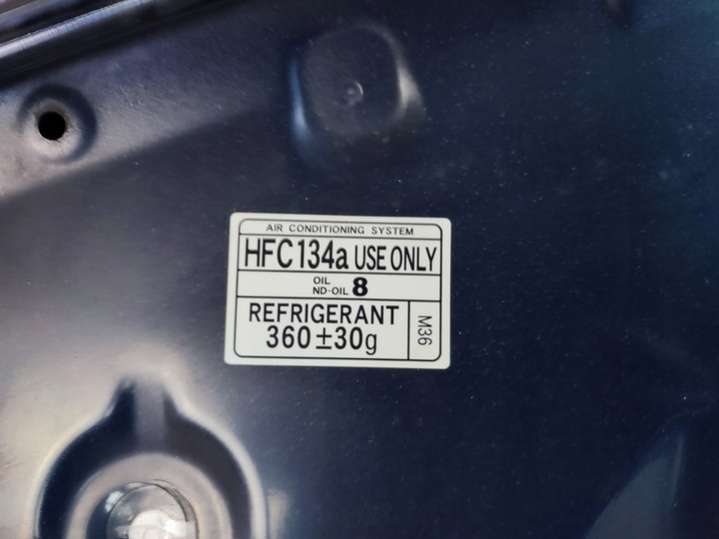 AIR CONDITIONING SYSTEM
HFC134a USE ONLY
OIL
ND-OIL 8
REFRIGERANT
360±30g
M36